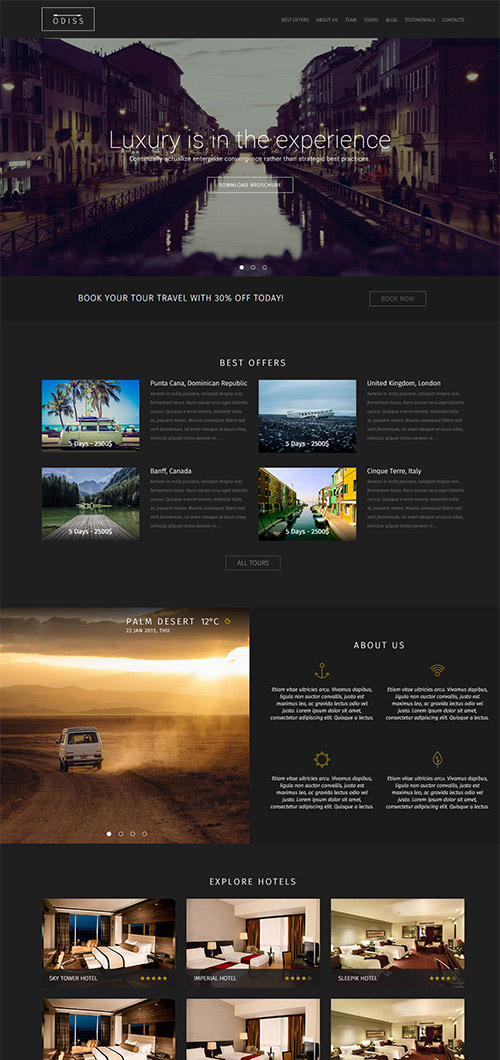 ODISS
BEST OFFERS ABOUT US TEAM TOURS BLOG TESTIMONIALS CONTACTS
Luxury is in the experience
Continually actualize enterprise convergence rather than strategic best practices.
DOWNLOAD BROSCHURE
BOOK YOUR TOUR TRAVEL WITH 30% OFF TODAY!
BOOK NOW
BEST OFFERS
Punta Cana, Dominican Republic
Aenean in nulla posuere, volutpat magna non,
fermentum lacus. Nunc auctor arcu eget lobortis
cursus. Quisque a enim ornare, molestie nulla
at, posuere metus. Mauris consequat libero sed
velit fermentum, sit amet rhoncus et lacus vitae,
vehicula aliquet tortor.Aenean in ...
5 Days - 2500$
United Kingdom, London
Aenean in nulla posuere, volutpat magna non,
fermentum lacus. Nunc auctor arcu eget lobortis
cursus. Quisque a enim ornare, molestie nulla
at, posuere metus. Mauris consequat libero sed
velit fermentum, sit amet rhoncus et lacus vitae,
vehicula aliquet tortor.Aenean in ...
5 Days - 2500$
Banff, Canada
Aenean in nulla posuere, volutpat magna non,
fermentum lacus. Nunc auctor arcu eget lobortis
cursus. Quisque a enim ornare, molestie nulla
at, posuere metus. Mauris consequat libero sed
velit fermentum, sit amet rhoncus et lacus vitae,
vehicula aliquet tortor.Aenean in ...
5 Days - 2500$
Cinque Terre, Italy
Aenean in nulla posuere, volutpat magna non,
fermentum lacus. Nunc auctor arcu eget lobortis
cursus. Quisque a enim ornare, molestie nulla
at, posuere metus. Mauris consequat libero sed
velit fermentum, sit amet rhoncus et lacus vitae,
vehicula aliquet tortor.Aenean in ...
5 Days - 2500$
ALL TOURS
PALM DESERT 12°C
22 JAN 2015, THU
ABOUT US
Etiam vitae ultricies arcu. Vivamus dapibus,
ligula non auctor convallis, justo est
maximus leo, ac gravida lectus odio vel
justo. Lorem ipsum dolor sit amet,
consectetur adipiscing elit. Quisque a lectus.
Etiam vitae ultricies arcu. Vivamus dapibus,
ligula non auctor convallis, justo est
maximus leo, ac gravida lectus odio vel
justo. Lorem ipsum dolor sit amet,
consectetur adipiscing elit. Quisque a lectus.
Etiam vitae ultricies arcu. Vivamus dapibus,
ligula non auctor convallis, justo est
maximus leo, ac gravida lectus odio vel
justo. Lorem ipsum dolor sit amet,
consectetur adipiscing elit. Quisque a lectus.
Etiam vitae ultricies arcu. Vivamus dapibus,
ligula non auctor convallis, justo est
maximus leo, ac gravida lectus odio vel
justo. Lorem ipsum dolor sit amet,
consectetur adipiscing elit. Quisque a lectus.
EXPLORE HOTELS
SKY TOWER HOTEL
IMPERIAL HOTEL
SLEEPIK HOTEL